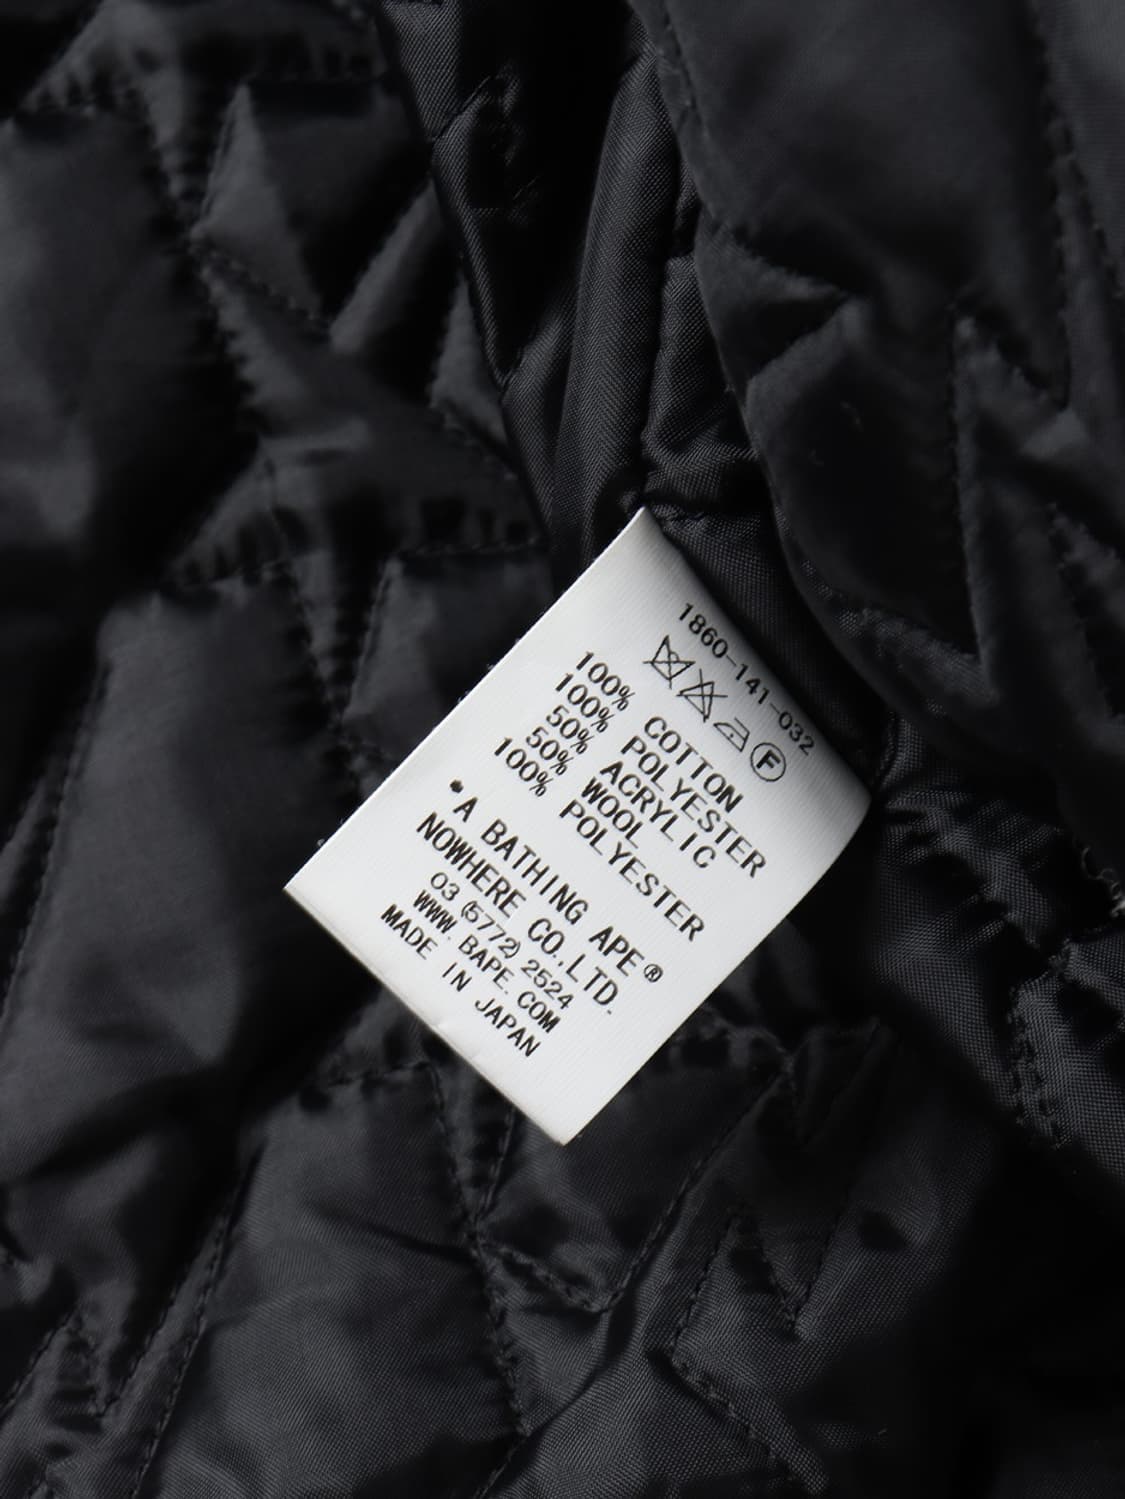 1860-141-032
F
100% COTTON
100% POLYESTER
50% ACRYLIC
50% WOOL
100% POLYESTER
A BATHING APE®
NOWHERE CO.,LTD.
03(5772)2524
WWW.BAPE.COM
MADE IN JAPAN